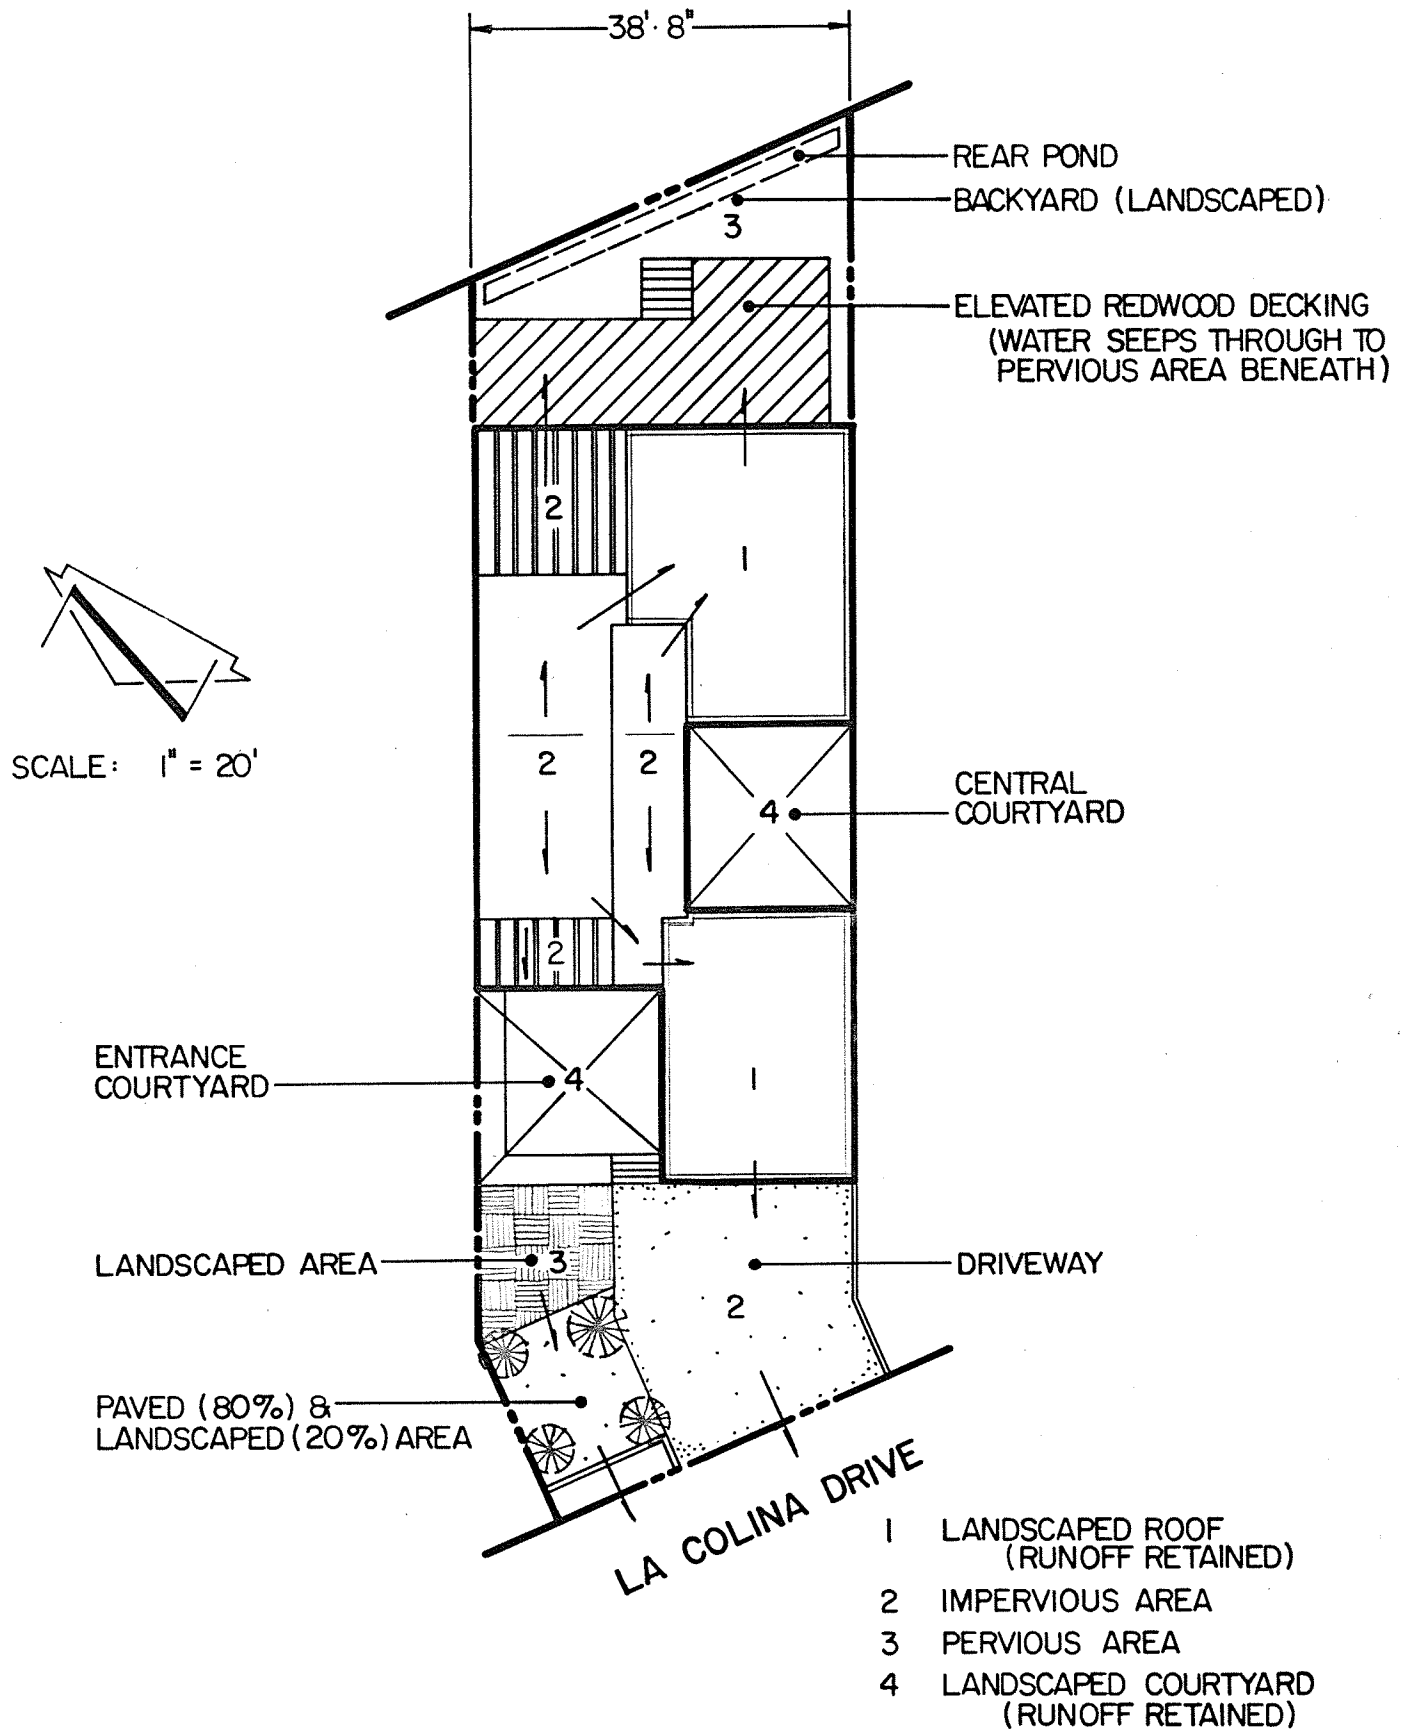 38'-8"
REAR POND
BACKYARD (LANDSCAPED)
3
ELEVATED REDWOOD DECKING
(WATER SEEPS THROUGH TO
PERVIOUS AREA BENEATH)
2
1
SCALE: 1" = 20'
2
2
4
CENTRAL
COURTYARD
2
ENTRANCE
COURTYARD
4
1
LANDSCAPED AREA
3
DRIVEWAY
2
PAVED (80%) &
LANDSCAPED (20%) AREA
LA COLINA DRIVE
1 LANDSCAPED ROOF
(RUNOFF RETAINED)
2 IMPERVIOUS AREA
3 PERVIOUS AREA
4 LANDSCAPED COURTYARD
(RUNOFF RETAINED)